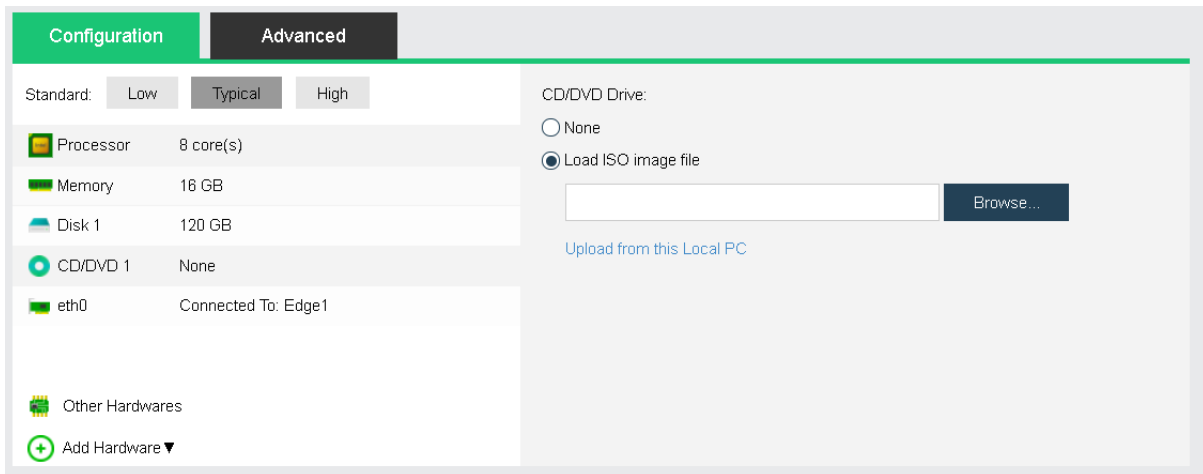 Configuration
Advanced
Standard: Low Typical High
Processor 8 core(s)
Memory 16 GB
Disk 1 120 GB
CD/DVD 1 None
eth0 Connected To: Edge1
Other Hardwares
Add Hardware▼
CD/DVD Drive:
None
Load ISO image file
Browse...
Upload from this Local PC